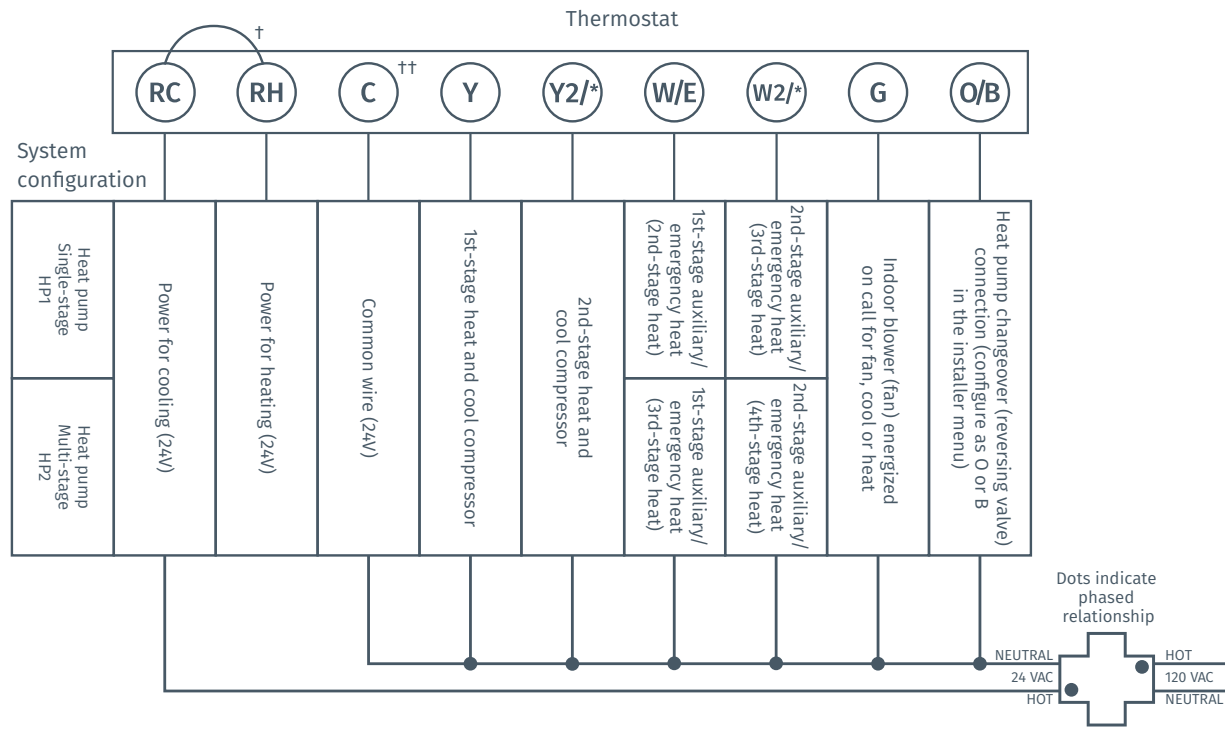 Thermostat
†
RC
RH
C
††
Y
Y2/*
W/E
W2/*
G
O/B
System
configuration
Heat pump
Single-stage
HP1
Heat pump
Multi-stage
HP2
Power for cooling (24V)
Power for heating (24V)
Common wire (24V)
1st-stage heat and cool compressor
2nd-stage heat and
cool compressor
1st-stage auxiliary/
emergency heat
(2nd-stage heat)
1st-stage auxiliary/
emergency heat
(3rd-stage heat)
2nd-stage auxiliary/
emergency heat
(3rd-stage heat)
2nd-stage auxiliary/
emergency heat
(4th-stage heat)
Indoor blower (fan) energized
on call for fan, cool or heat
Heat pump changeover (reversing valve)
connection (configure as O or B
in the installer menu)
Dots indicate
phased
relationship
NEUTRAL
24 VAC
HOT
HOT
120 VAC
NEUTRAL